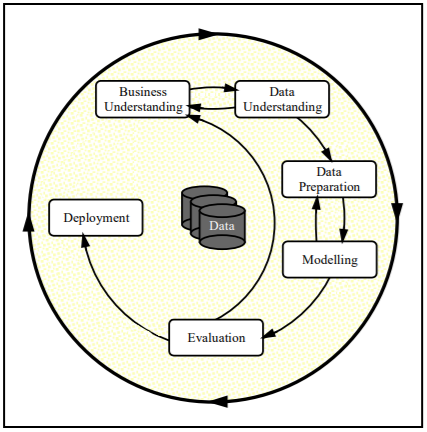 Business
Understanding
Data
Understanding
Data
Preparation
Deployment
Data
Modelling
Evaluation